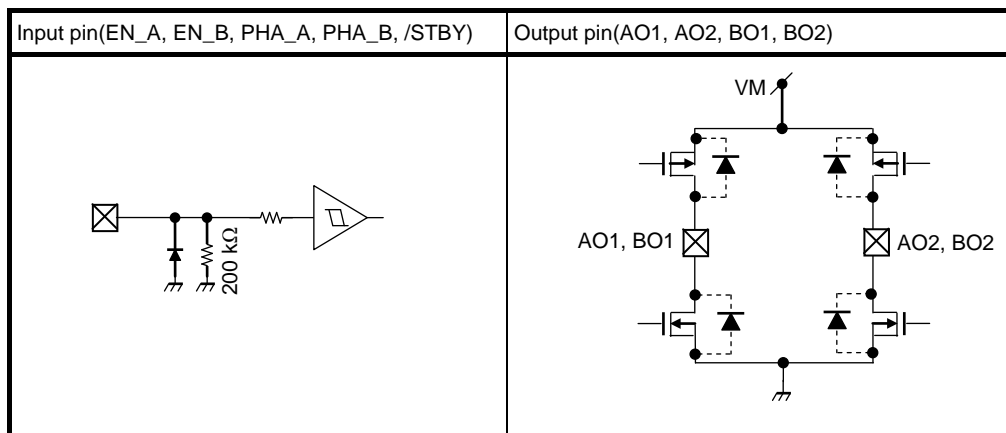 Input pin(EN_A, EN_B, PHA_A, PHA_B, /STBY)
Output pin(AO1, AO2, BO1, BO2)
200 kΩ
VM
AO1, BO1
AO2, BO2